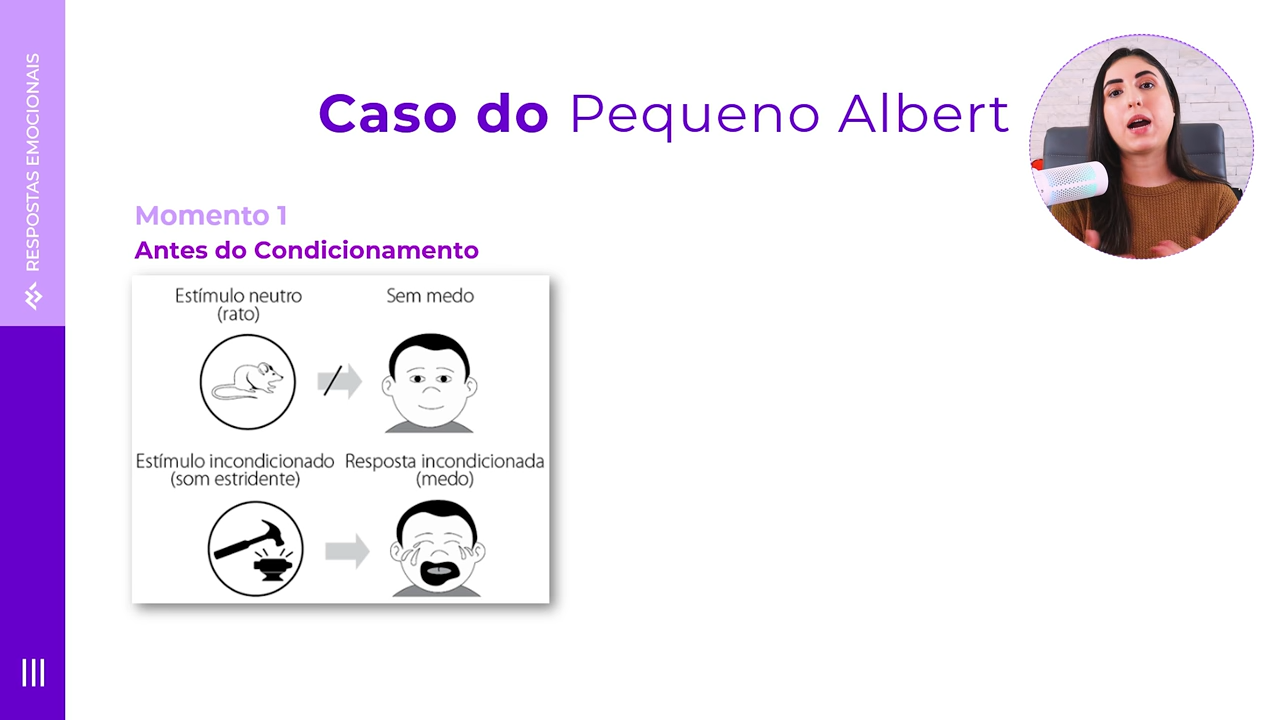 RESPOSTAS EMOCIONAIS
Caso do Pequeno Albert
Momento 1
Antes do Condicionamento
Estímulo neutro
(rato)
Sem medo
Estímulo incondicionado
(som estridente)
Resposta incondicionada
(medo)